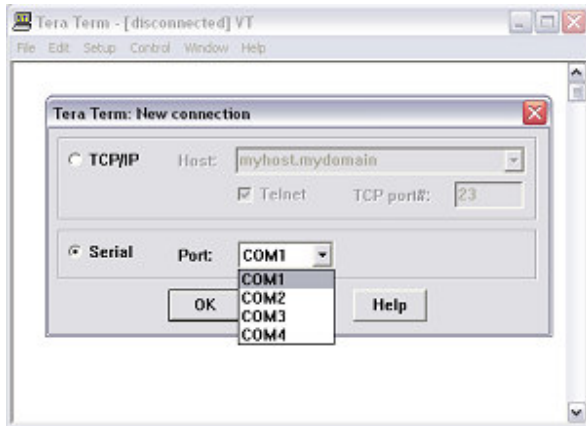 Tera Term - [disconnected] VT
File Edit Setup Control Window Help
Tera Term: New connection
TCP/IP Host: myhost.mydomain
Telnet TCP port#: 23
Serial Port: COM1
COM1
COM2
COM3
COM4
OK Help